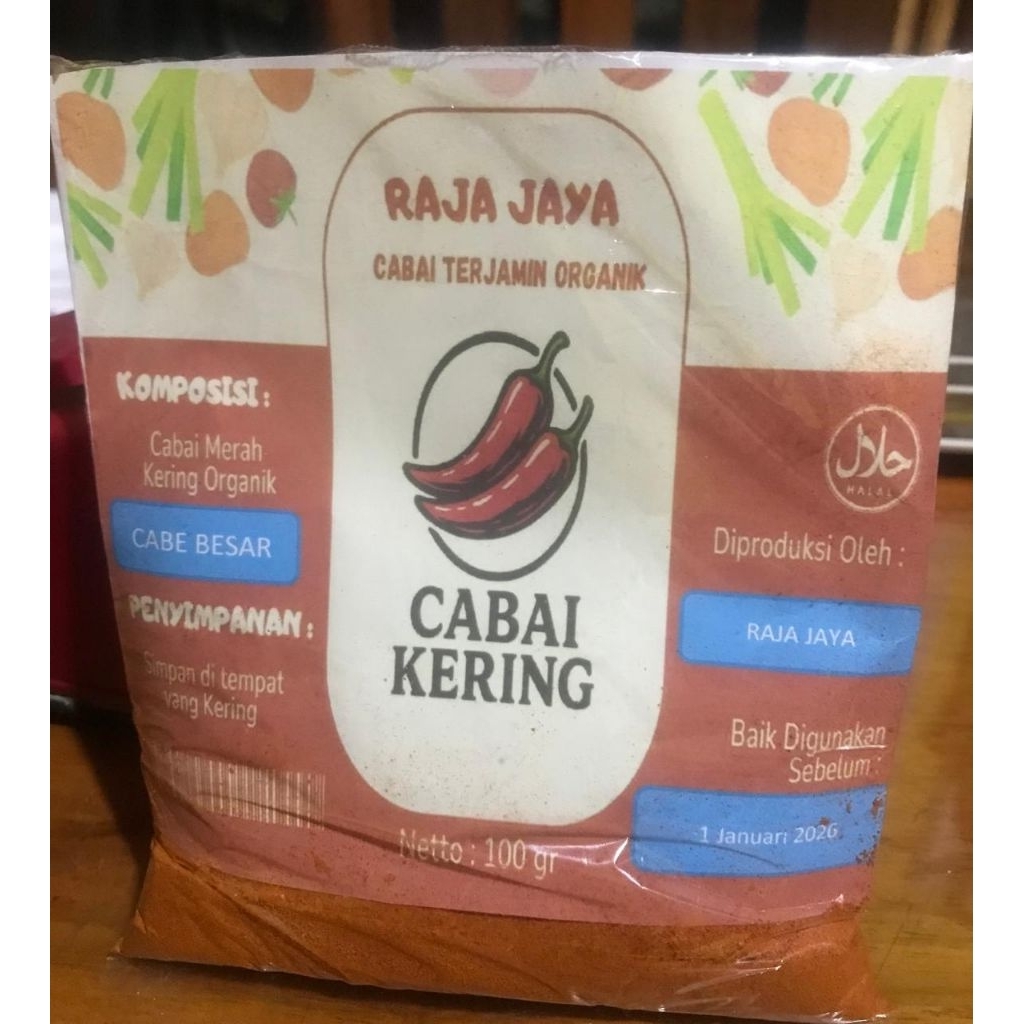 RAJA JAYA
CABAI TERJAMIN ORGANIK
KOMPOSISI :
Cabai Merah
Kering Organik
CABE BESAR
PENYIMPANAN :
Simpan di tempat
yang Kering
CABAI
KERING
Netto : 100 gr
حلال
HALAL
Diproduksi Oleh :
RAJA JAYA
Baik Digunakan
Sebelum :
1 Januari 2026